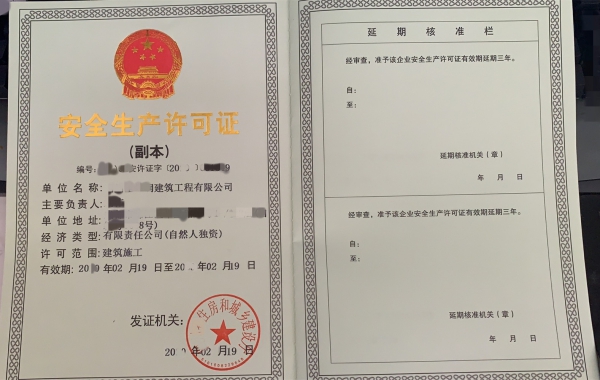 安全生产许可证
(副本)
编号: 安许证字〔20 〕 9
单位名称: 建筑工程有限公司
主要负责人:
单位地址:
8号)
经济类型: 有限责任公司(自然人独资)
许可范围: 建筑施工
有效期: 20 9年02月19日至20 年02月19日
发证机关:
住房和城乡建设
20 年02月19日
延期核准栏
经审查，准予该企业安全生产许可证有效期延期三年。
自:
至:
延期核准机关(章)
年 月 日
经审查，准予该企业安全生产许可证有效期延期三年。
自:
至:
延期核准机关(章)
年 月 日